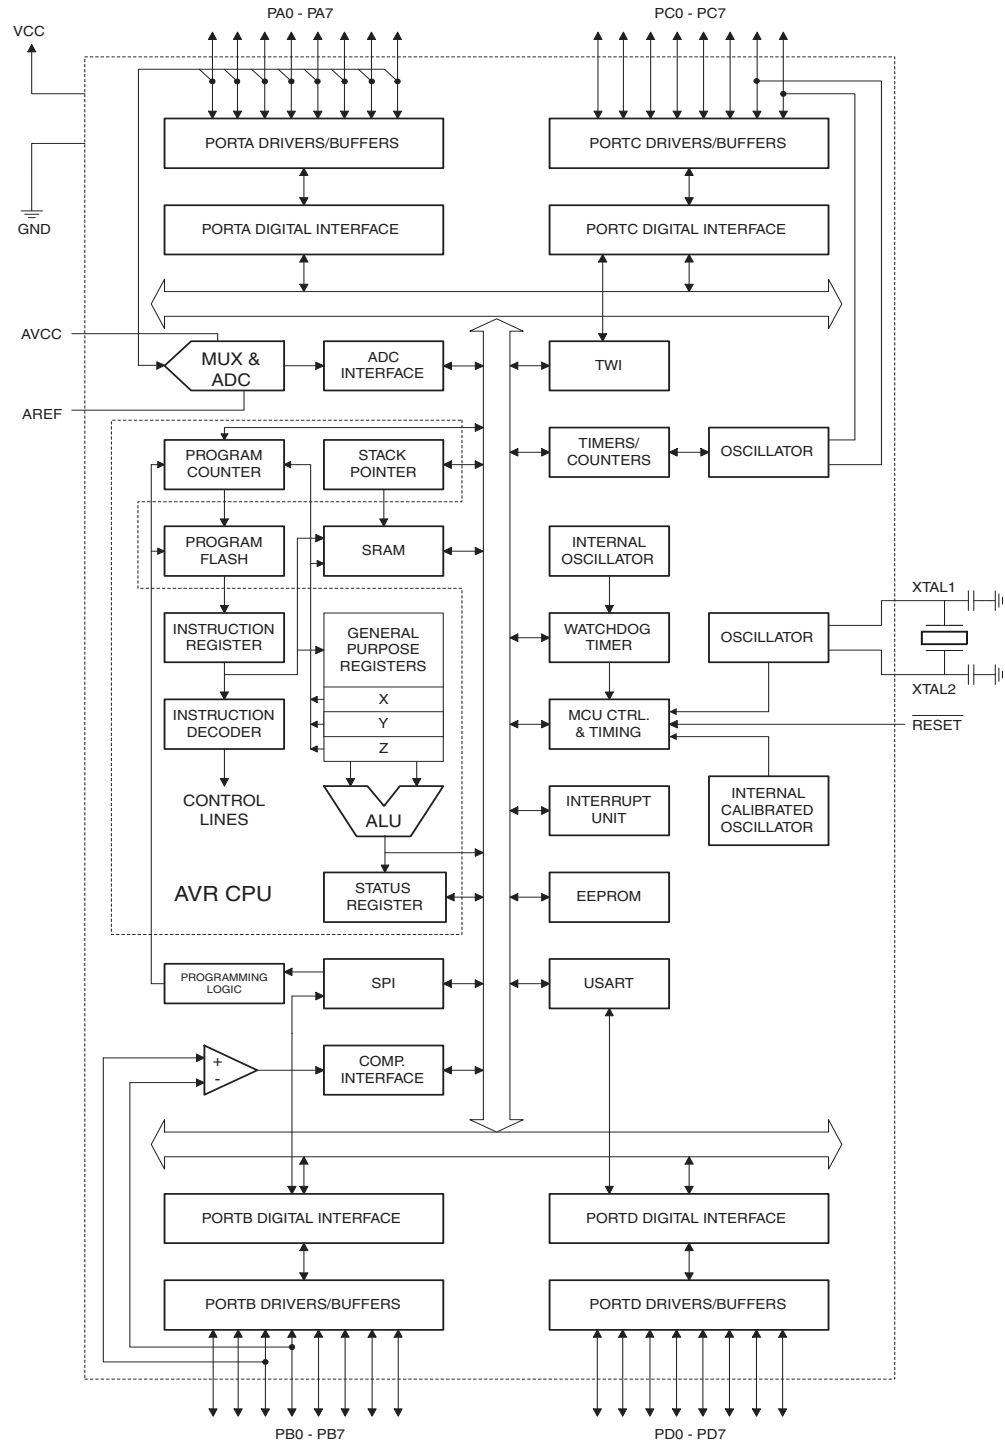 PA0 - PA7
PC0 - PC7
VCC
PORTA DRIVERS/BUFFERS
PORTC DRIVERS/BUFFERS
GND
PORTA DIGITAL INTERFACE
PORTC DIGITAL INTERFACE
AVCC
MUX &
ADC
ADC
INTERFACE
TWI
AREF
PROGRAM
COUNTER
STACK
POINTER
TIMERS/
COUNTERS
OSCILLATOR
PROGRAM
FLASH
SRAM
INTERNAL
OSCILLATOR
XTAL1
INSTRUCTION
REGISTER
GENERAL
PURPOSE
REGISTERS
WATCHDOG
TIMER
OSCILLATOR
X
XTAL2
INSTRUCTION
DECODER
Y
MCU CTRL.
& TIMING
RESET
Z
CONTROL
LINES
ALU
INTERRUPT
UNIT
INTERNAL
CALIBRATED
OSCILLATOR
AVR CPU
STATUS
REGISTER
EEPROM
PROGRAMMING
LOGIC
SPI
USART
+
-
COMP.
INTERFACE
PORTB DIGITAL INTERFACE
PORTD DIGITAL INTERFACE
PORTB DRIVERS/BUFFERS
PORTD DRIVERS/BUFFERS
PB0 - PB7
PD0 - PD7